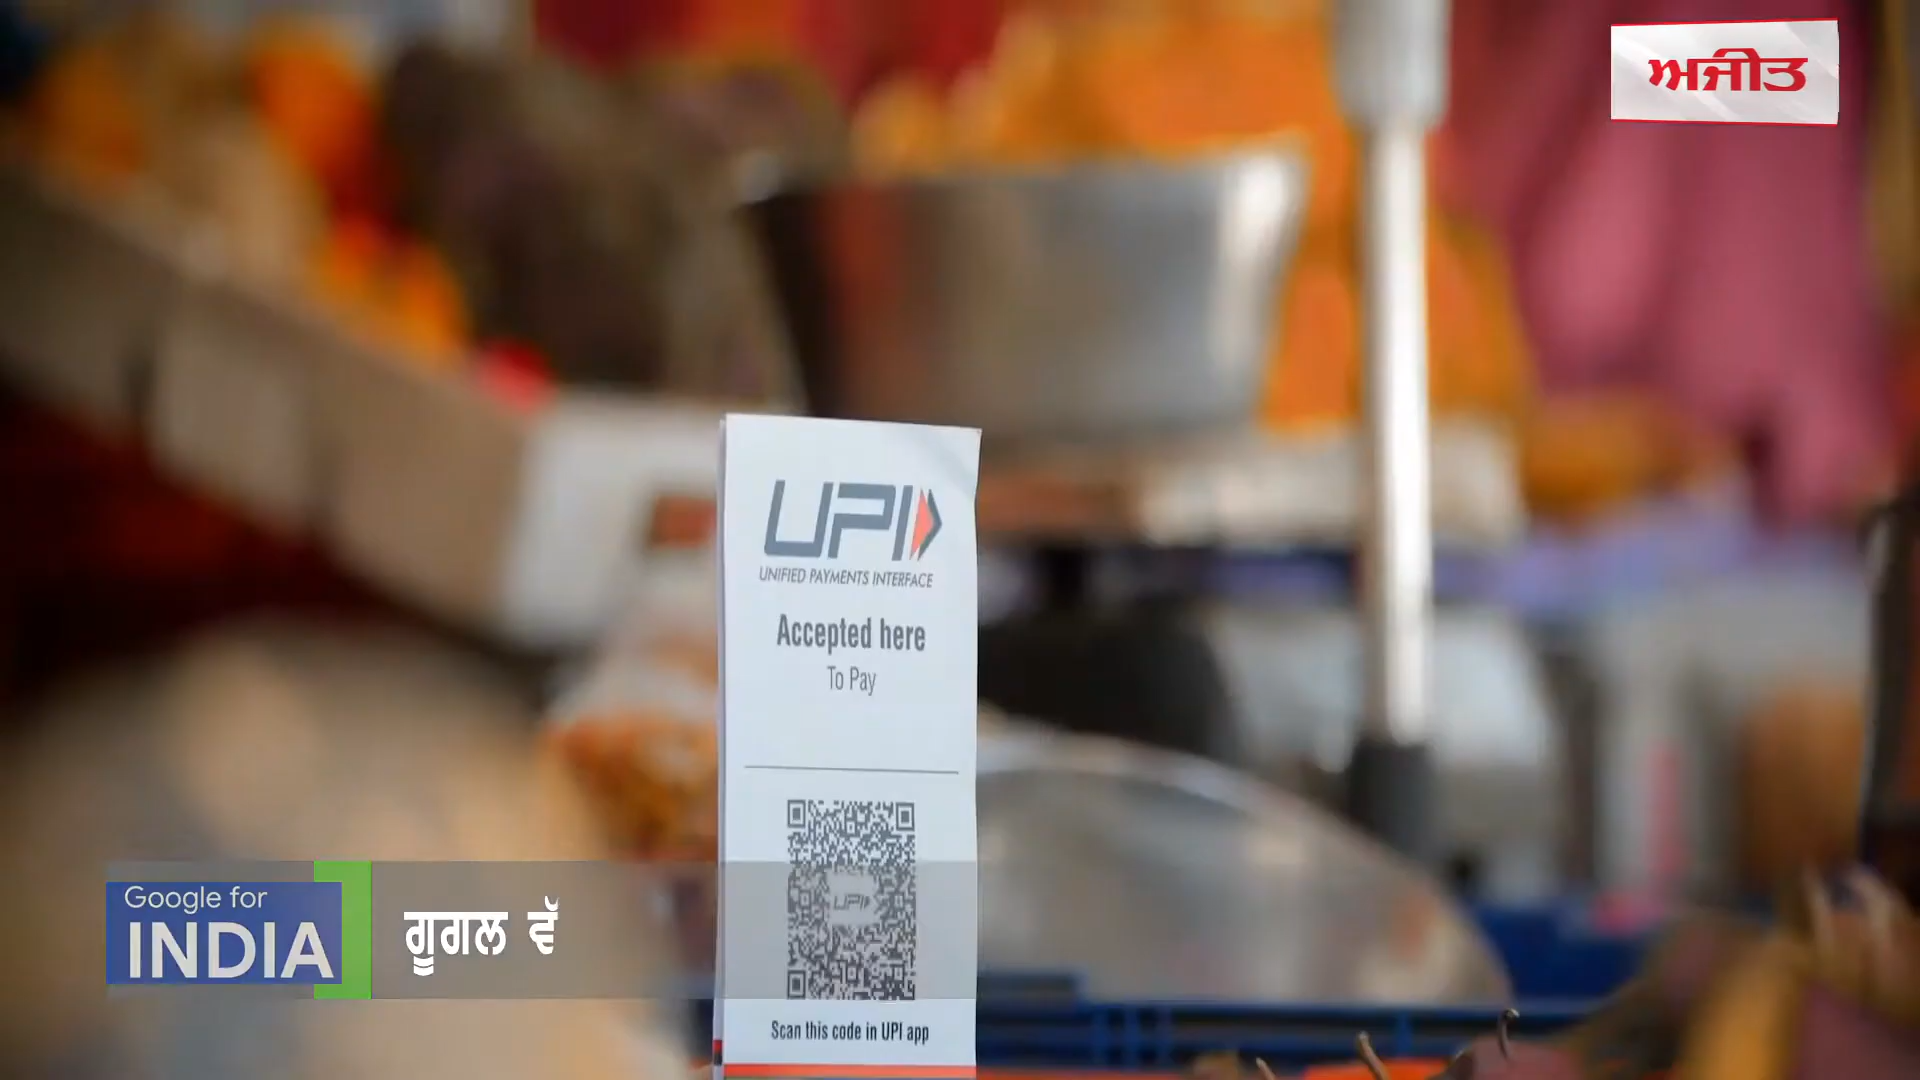 ਅਜੀਤ
UPI
UNIFIED PAYMENTS INTERFACE
Accepted here
To Pay
UPI
Scan this code in UPI app
Google for
INDIA
ਗੂਗਲ ਵੱ